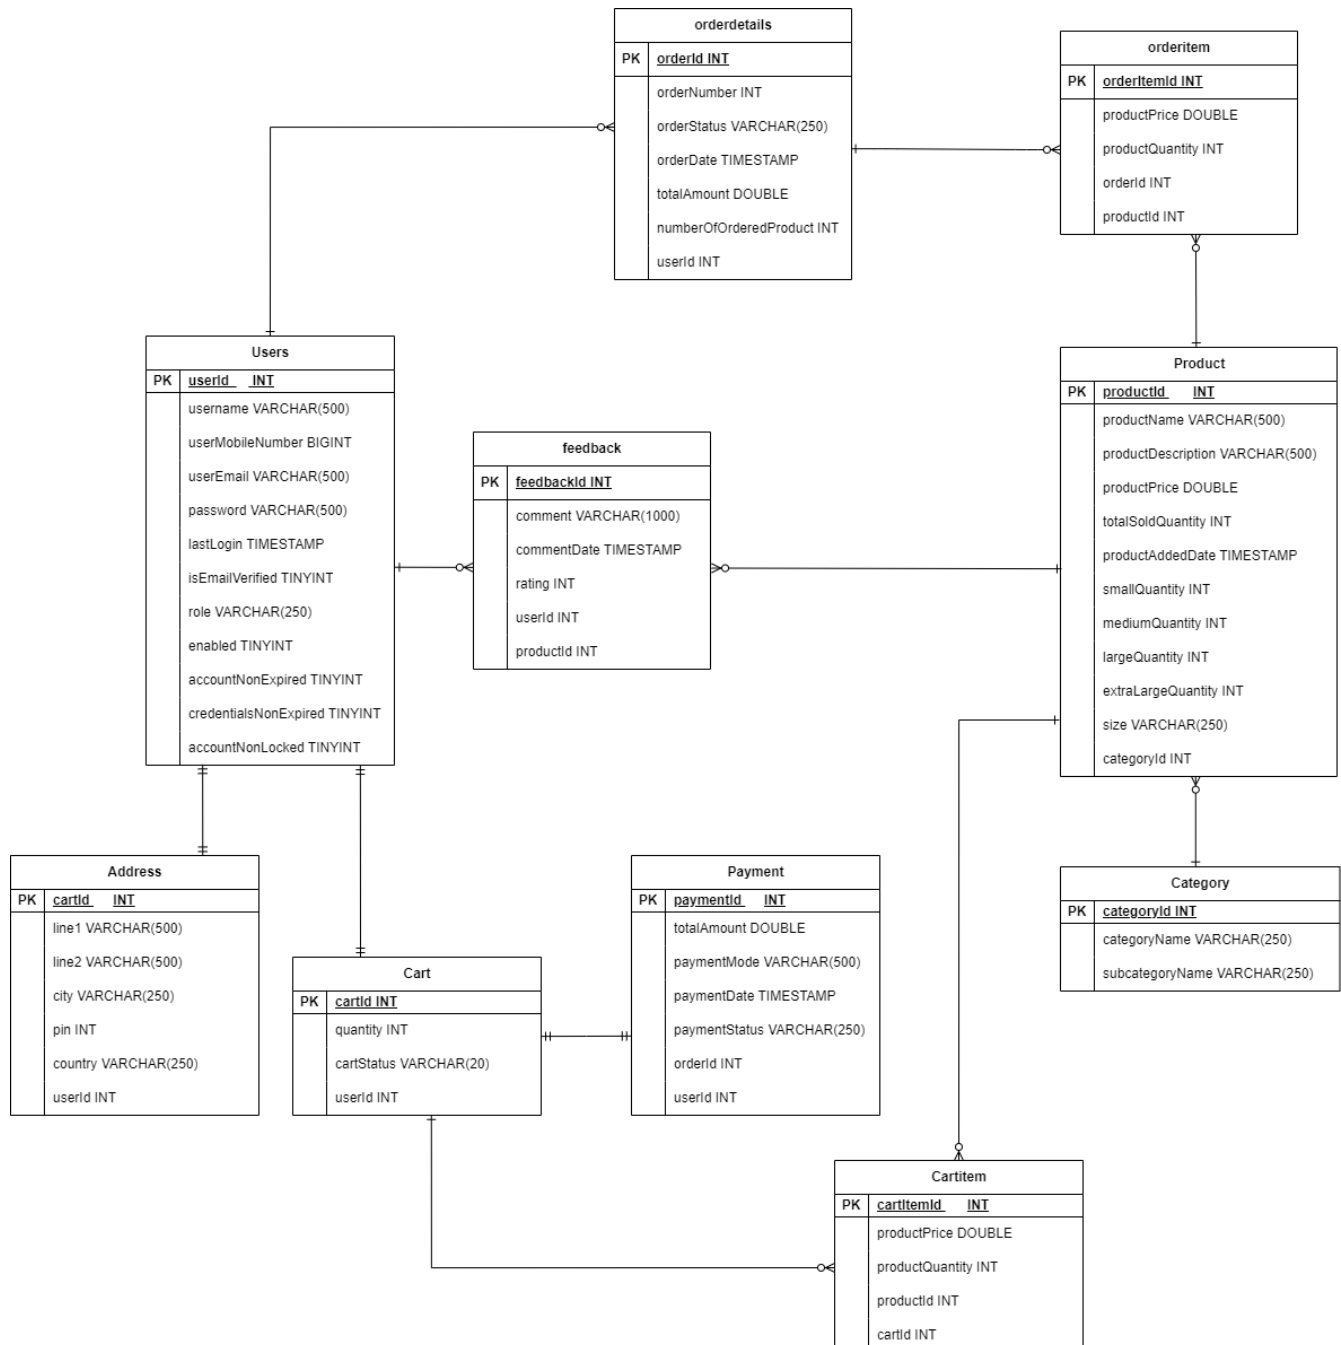 orderdetails
PK orderId INT
orderNumber INT
orderStatus VARCHAR(250)
orderDate TIMESTAMP
totalAmount DOUBLE
numberOfOrderedProduct INT
userId INT
orderitem
PK orderItemId INT
productPrice DOUBLE
productQuantity INT
orderId INT
productId INT
Users
PK userId INT
username VARCHAR(500)
userMobileNumber BIGINT
userEmail VARCHAR(500)
password VARCHAR(500)
lastLogin TIMESTAMP
isEmailVerified TINYINT
role VARCHAR(250)
enabled TINYINT
accountNonExpired TINYINT
credentialsNonExpired TINYINT
accountNonLocked TINYINT
feedback
PK feedbackId INT
comment VARCHAR(1000)
commentDate TIMESTAMP
rating INT
userId INT
productId INT
Product
PK productId INT
productName VARCHAR(500)
productDescription VARCHAR(500)
productPrice DOUBLE
totalSoldQuantity INT
productAddedDate TIMESTAMP
smallQuantity INT
mediumQuantity INT
largeQuantity INT
extraLargeQuantity INT
size VARCHAR(250)
categoryId INT
Address
PK cartId INT
line1 VARCHAR(500)
line2 VARCHAR(500)
city VARCHAR(250)
pin INT
country VARCHAR(250)
userId INT
Cart
PK cartId INT
quantity INT
cartStatus VARCHAR(20)
userId INT
Payment
PK paymentId INT
totalAmount DOUBLE
paymentMode VARCHAR(500)
paymentDate TIMESTAMP
paymentStatus VARCHAR(250)
orderId INT
userId INT
Category
PK categoryId INT
categoryName VARCHAR(250)
subcategoryName VARCHAR(250)
Cartitem
PK cartItemId INT
productPrice DOUBLE
productQuantity INT
productId INT
cartId INT